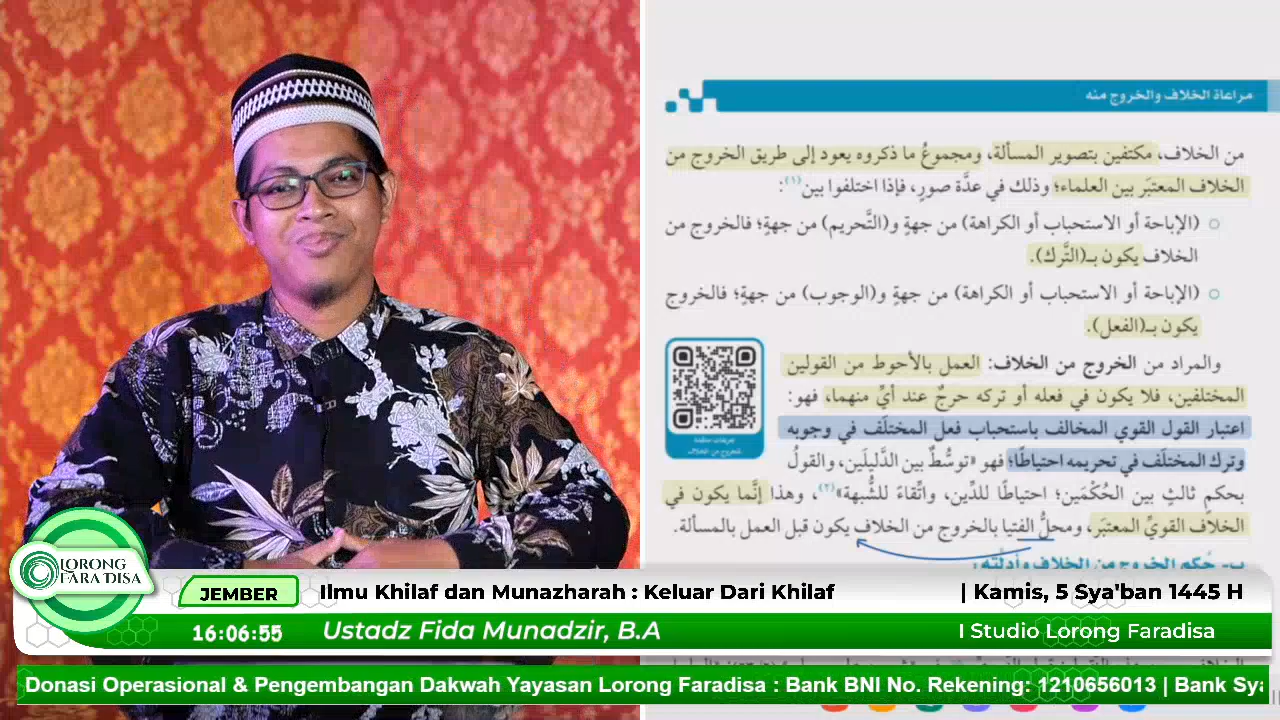 مراعاة الخلاف والخروج منه
من الخلاف، مكتفين بتصوير المسألة، ومجموعُ ما ذكروه يعود إلى طريق الخروج من
الخلاف المعتبَر بين العلماء؛ وذلك في عدَّة صورٍ، فإذا اختلفوا بين(١):
(الإباحة أو الاستحباب أو الكراهة) من جهةٍ و(التَّحريم) من جهةٍ؛ فالخروج من
الخلاف يكون بـ(التَّرك).
(الإباحة أو الاستحباب أو الكراهة) من جهةٍ و(الوجوب) من جهةٍ؛ فالخروج
يكون بـ(الفعل).
والمراد من الخروج من الخلاف: العمل بالأحوط من القولين
المختلفين، فلا يكون في فعله أو تركه حرجٌ عند أيٍّ منهما، فهو:
اعتبار القول القوي المخالف باستحباب فعل المختلَف في وجوبه
وترك المختلَف في تحريمه احتياطًا؛ فهو «توسُّطٌ بين الدَّليلَين، والقولُ
بحكمٍ ثالثٍ بين الحُكْمَين؛ احتياطًا للدِّين، واتِّقاءً للشُّبهة»(٢)، وهذا إنَّما يكون في
الخلاف القويِّ المعتبَر، ومحلُّ الفتيا بالخروج من الخلاف يكون قبل العمل بالمسألة.
ب- حُكم الخروج من الخلاف وأدلَّته:
LORONG
FARADISA
JEMBER
Ilmu Khilaf dan Munazharah : Keluar Dari Khilaf
| Kamis, 5 Sya'ban 1445 H
16:06:55
Ustadz Fida Munadzir, B.A
I Studio Lorong Faradisa
Donasi Operasional & Pengembangan Dakwah Yayasan Lorong Faradisa : Bank BNI No. Rekening: 1210656013 | Bank Sya